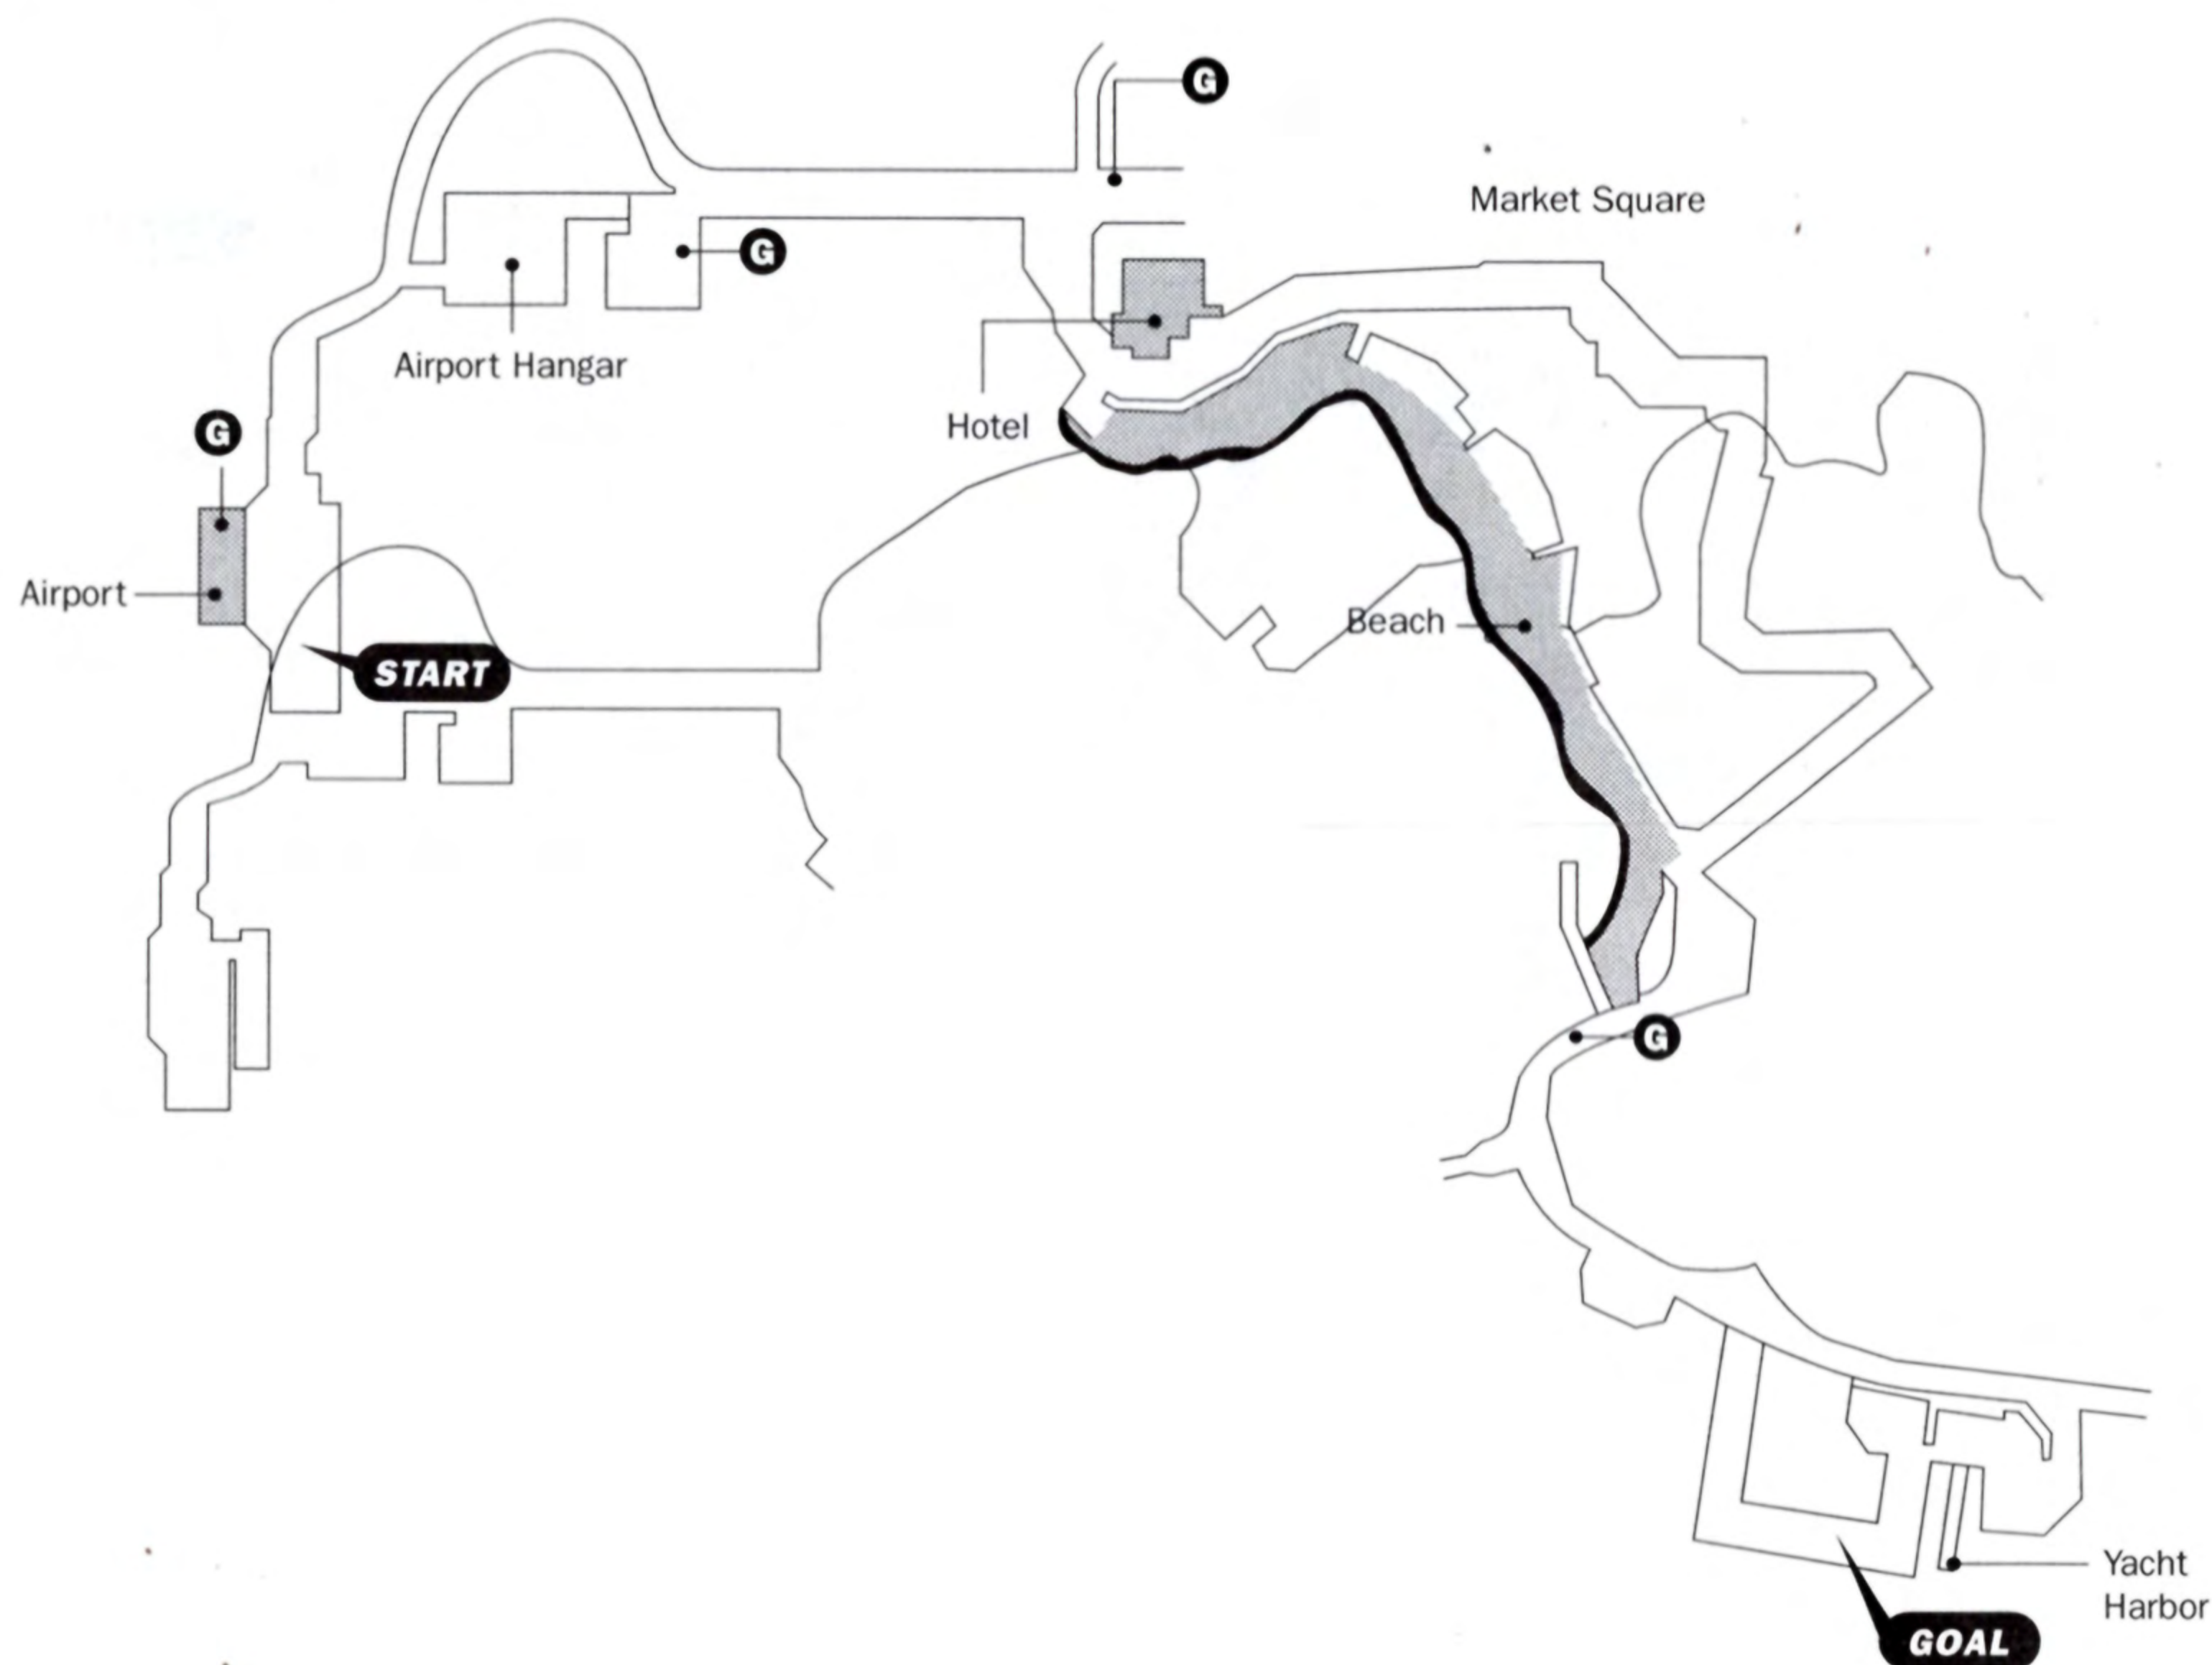 G
Market Square
G
Airport Hangar
Hotel
G
Airport
Beach
START
G
Yacht
Harbor
GOAL